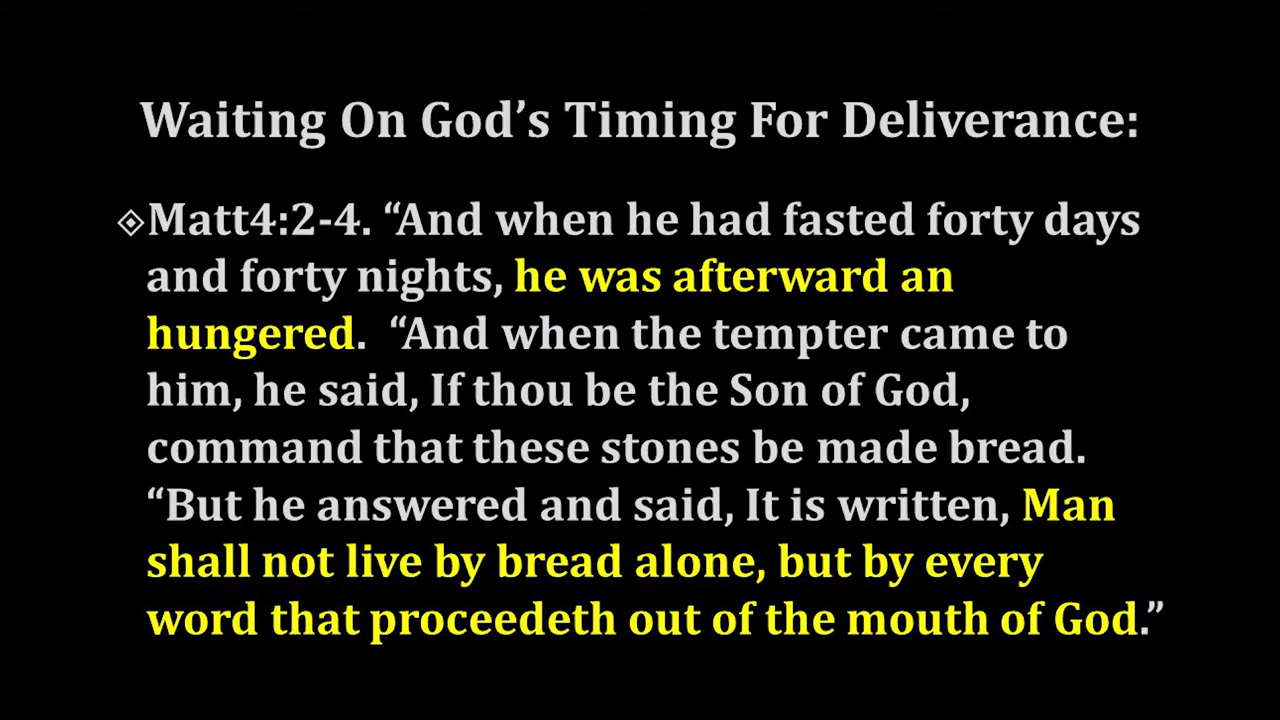 Waiting On God’s Timing For Deliverance:
Matt4:2-4. “And when he had fasted forty days
and forty nights, he was afterward an
hungered.  “And when the tempter came to
him, he said, If thou be the Son of God,
command that these stones be made bread.
“But he answered and said, It is written, Man
shall not live by bread alone, but by every
word that proceedeth out of the mouth of God.”